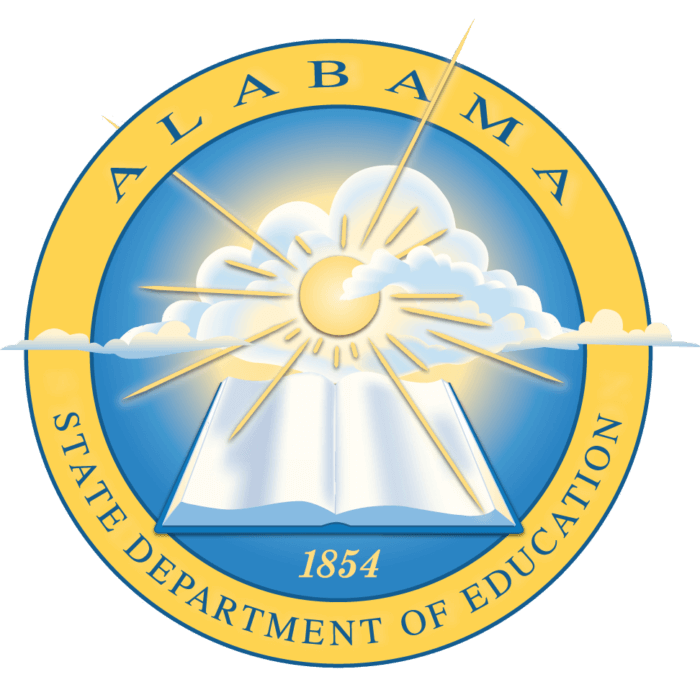 ALABAMA
1854
STATE DEPARTMENT OF EDUCATION